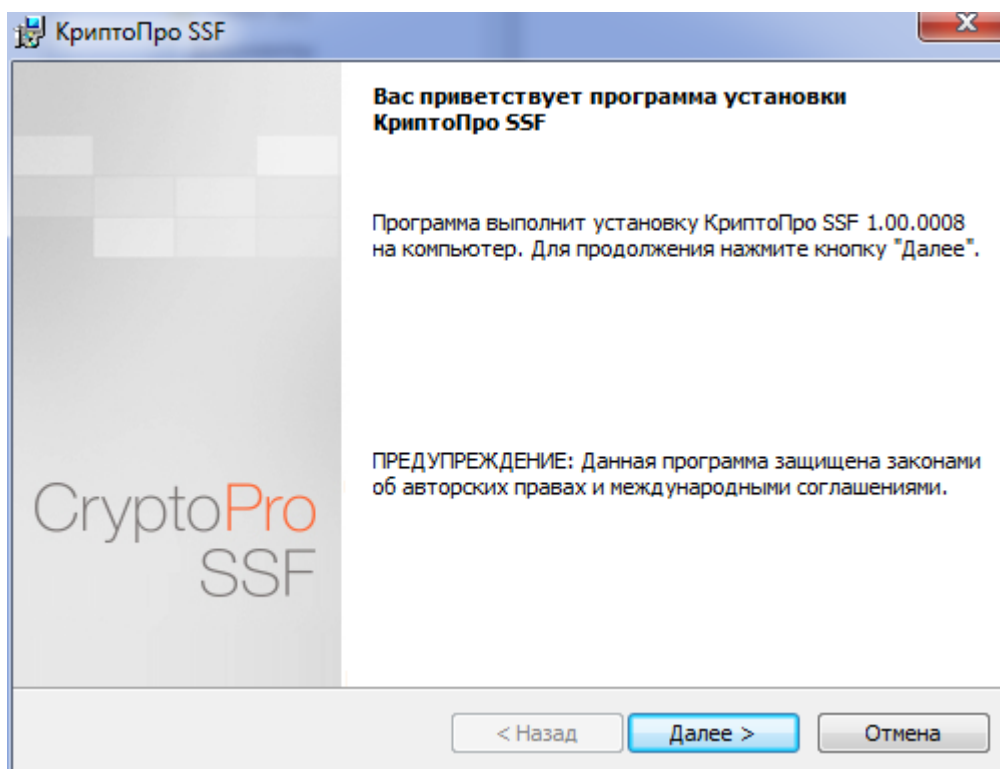 КриптоПро SSF
Вас приветствует программа установки
КриптоПро SSF
Программа выполнит установку КриптоПро SSF 1.00.0008
на компьютер. Для продолжения нажмите кнопку "Далее".
ПРЕДУПРЕЖДЕНИЕ: Данная программа защищена законами
об авторских правах и международными соглашениями.
CryptoPro
SSF
< Назад
Далее >
Отмена